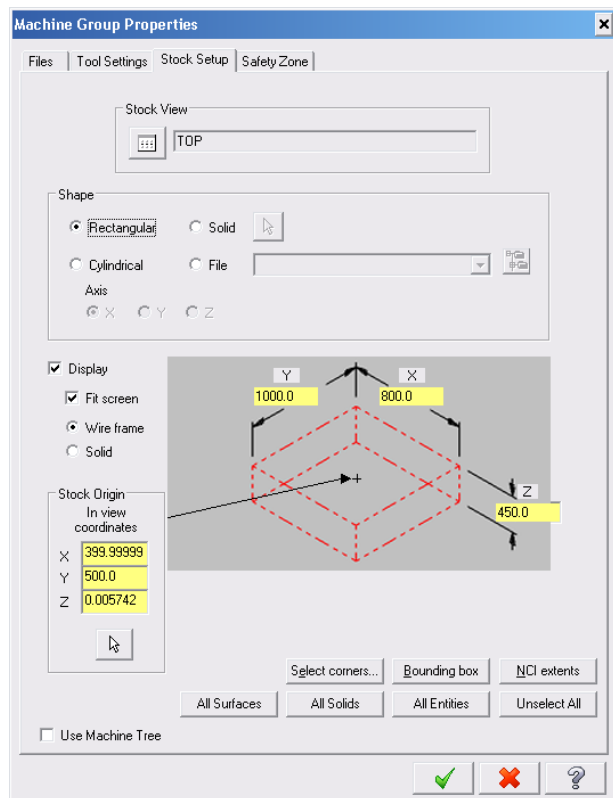 Machine Group Properties
Files Tool Settings Stock Setup Safety Zone
Stock View
TOP
Shape
Rectangular Solid
Cylindrical File
Axis
X Y Z
Display
Fit screen
Wire frame
Solid
Y X
1000.0 800.0
Z
450.0
Stock Origin
In view
coordinates
X 399.99999
Y 500.0
Z 0.005742
Select corners... Bounding box NCI extents
All Surfaces All Solids All Entities Unselect All
Use Machine Tree